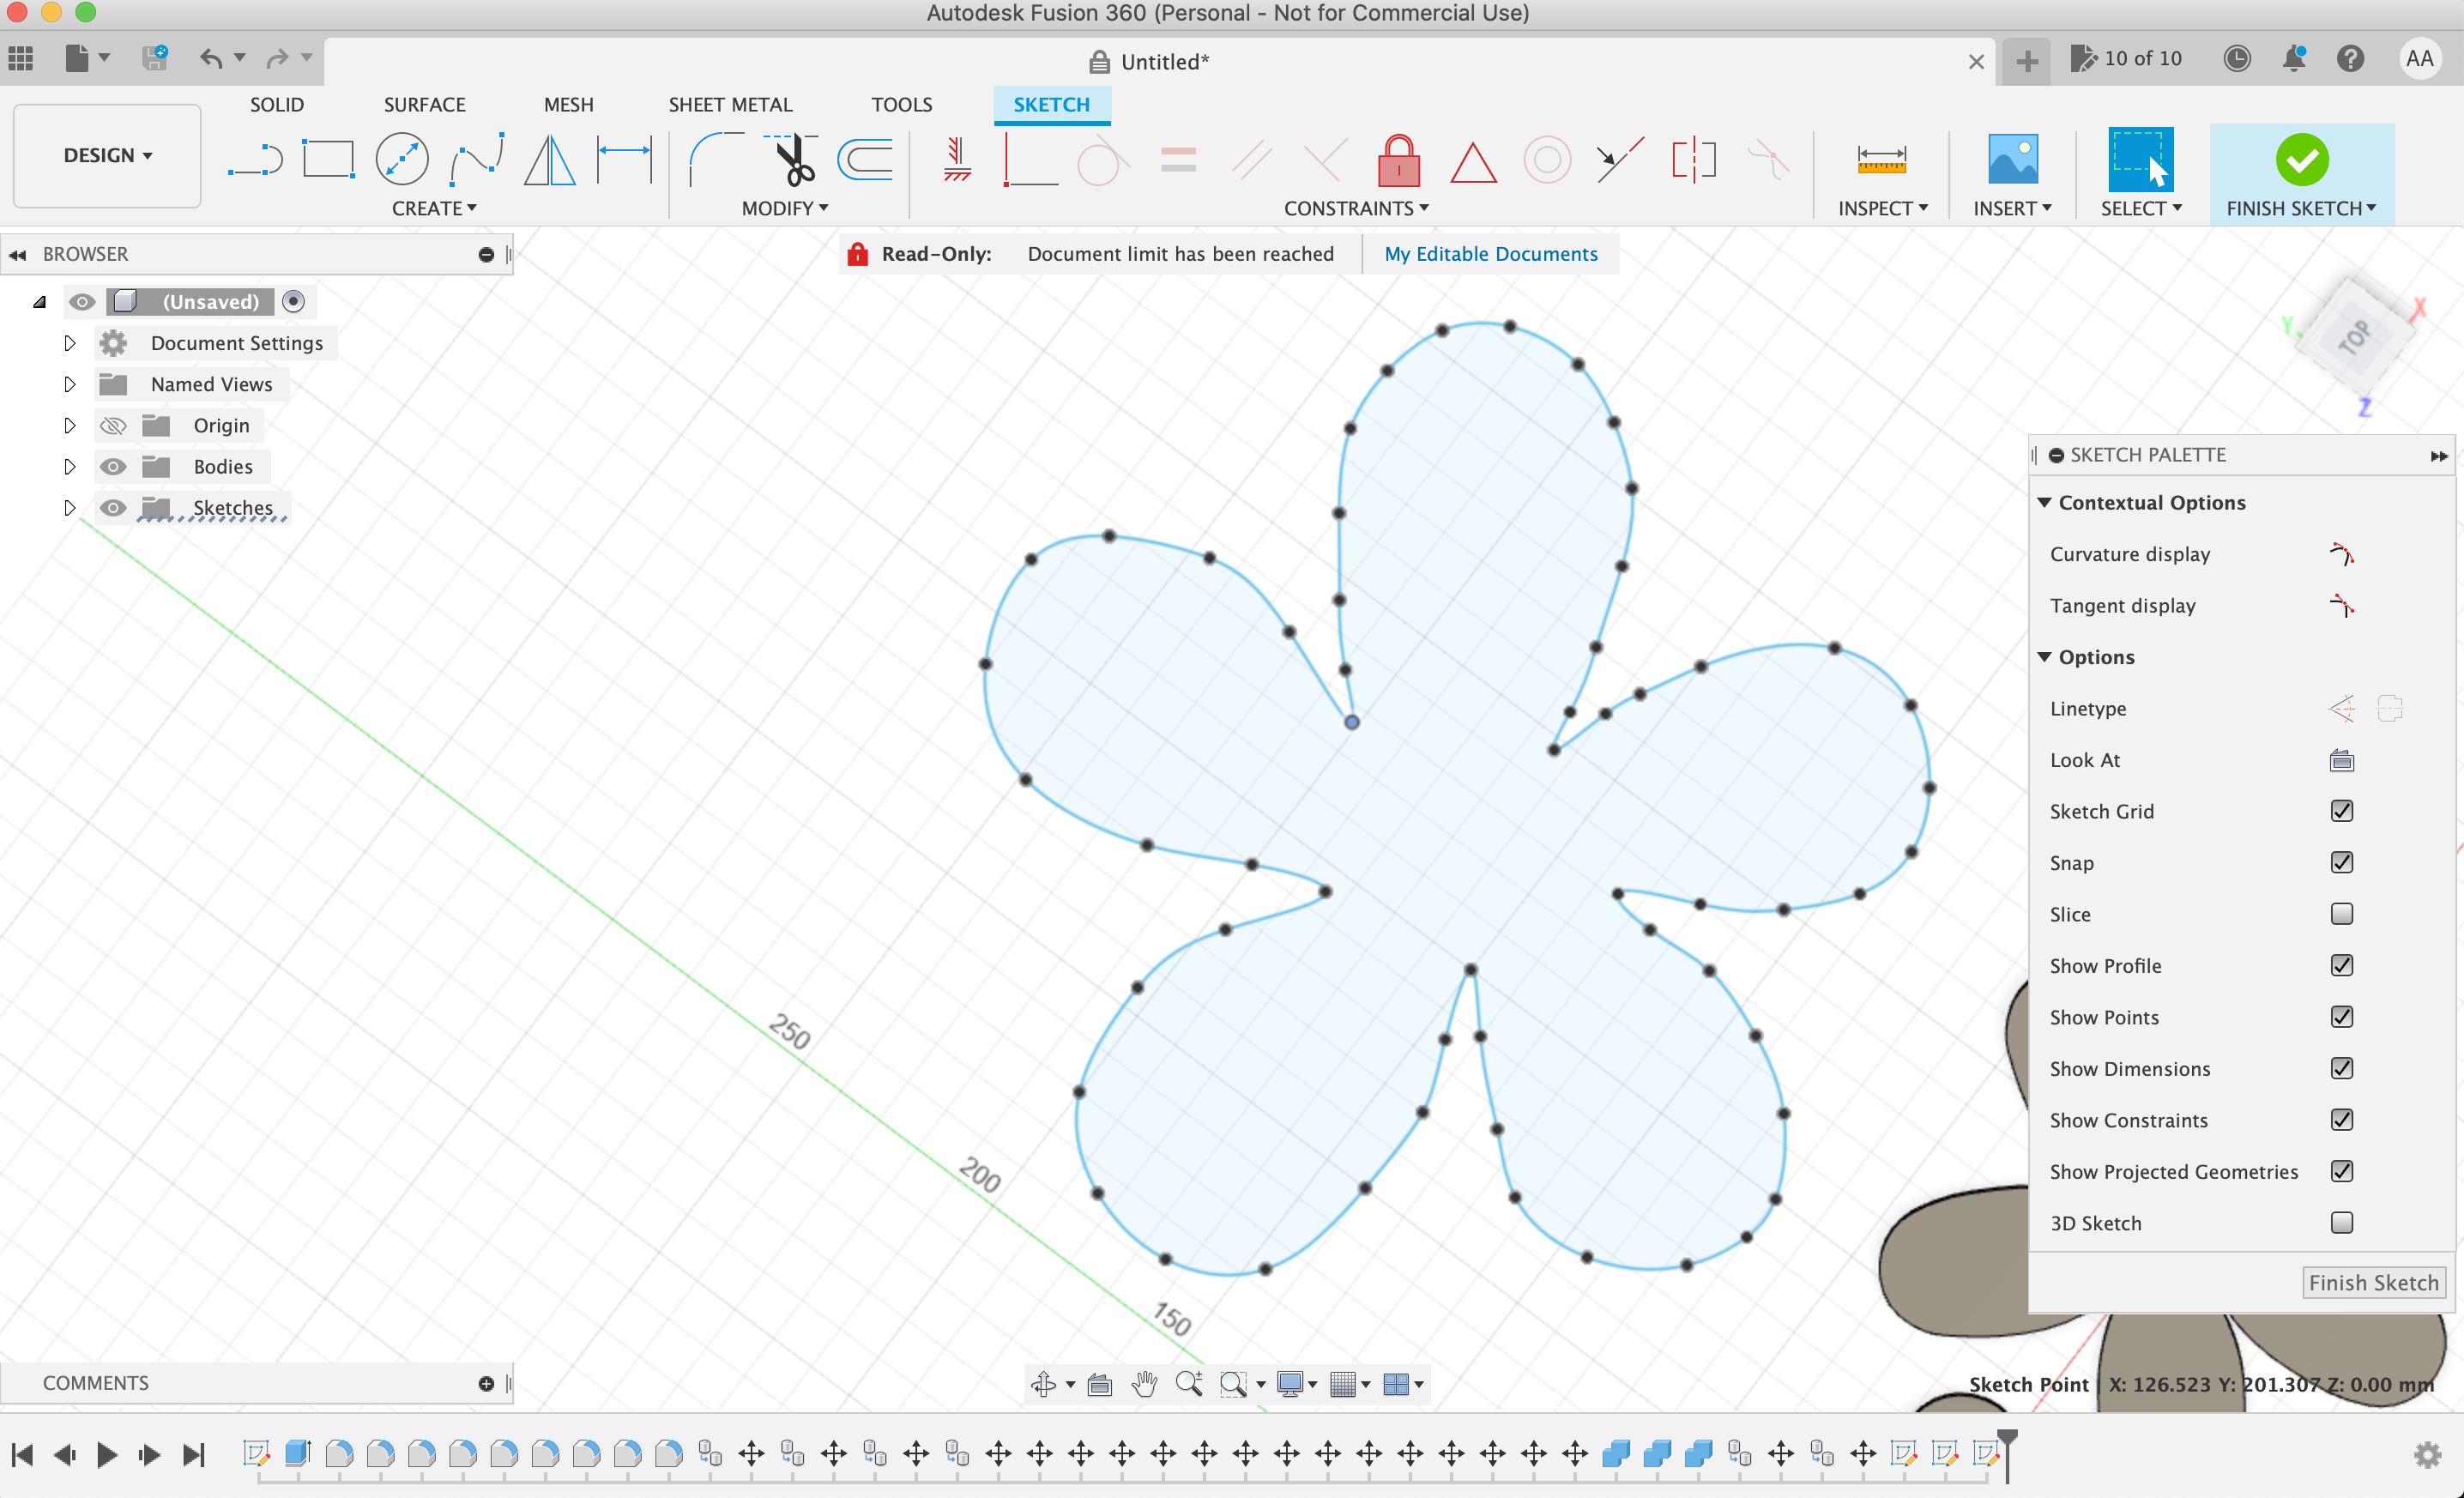 Autodesk Fusion 360 (Personal - Not for Commercial Use)
Untitled*
10 of 10
AA
DESIGN
SOLID
SURFACE
MESH
SHEET METAL
TOOLS
SKETCH
CREATE
MODIFY
CONSTRAINTS
INSPECT
INSERT
SELECT
FINISH SKETCH
BROWSER
Read-Only:
Document limit has been reached
My Editable Documents
(Unsaved)
Document Settings
Named Views
Origin
Bodies
Sketches
X
Y
TOP
Z
SKETCH PALETTE
Contextual Options
Curvature display
Tangent display
Options
Linetype
Look At
Sketch Grid
Snap
Slice
Show Profile
Show Points
Show Dimensions
Show Constraints
Show Projected Geometries
3D Sketch
Finish Sketch
250
200
150
COMMENTS
Sketch Point
X: 126.523 Y: 201.307 Z: 0.00 mm